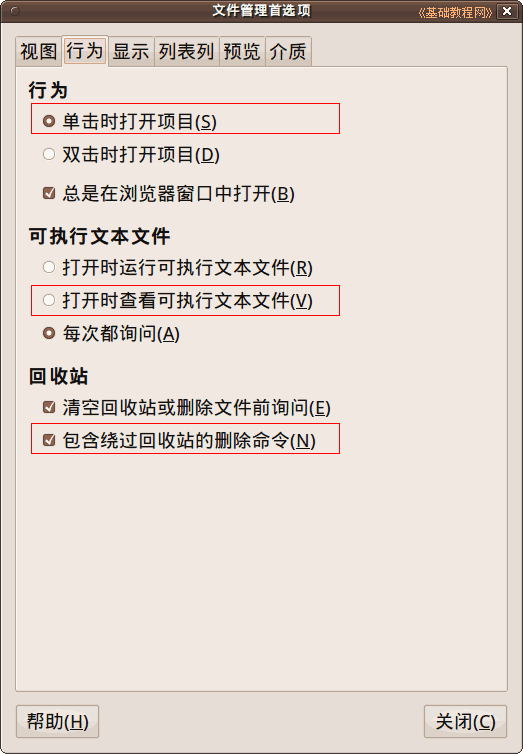 文件管理首选项
《基础教程网》
视图 行为 显示 列表列 预览 介质
行为
单击时打开项目(S)
双击时打开项目(D)
总是在浏览器窗口中打开(B)
可执行文本文件
打开时运行可执行文本文件(R)
打开时查看可执行文本文件(V)
每次都询问(A)
回收站
清空回收站或删除文件前询问(E)
包含绕过回收站的删除命令(N)
帮助(H) 关闭(C)